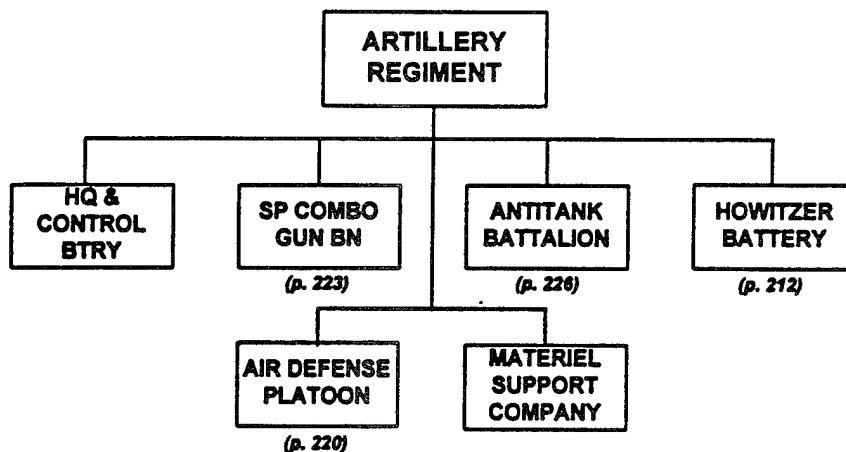 ARTILLERY
REGIMENT
HQ &
CONTROL
BTRY
SP COMBO
GUN BN
(p. 223)
ANTITANK
BATTALION
(p. 226)
HOWITZER
BATTERY
(p. 212)
AIR DEFENSE
PLATOON
(p. 220)
MATERIEL
SUPPORT
COMPANY